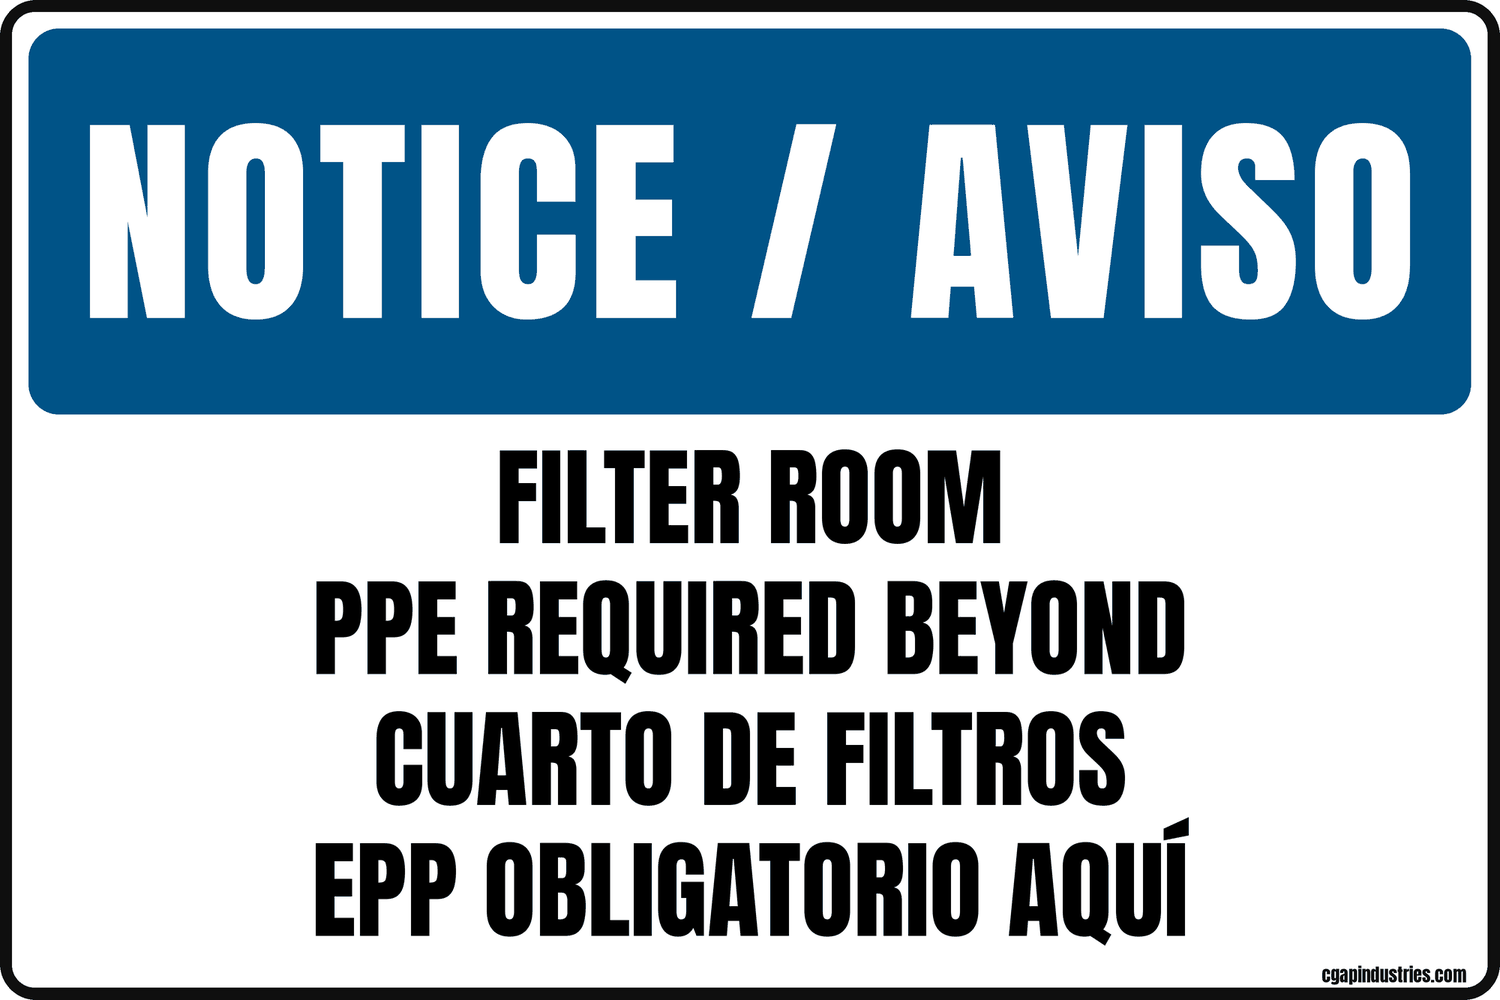 NOTICE / AVISO
FILTER ROOM
PPE REQUIRED BEYOND
CUARTO DE FILTROS
EPP OBLIGATORIO AQUÍ
cgapindustries.com